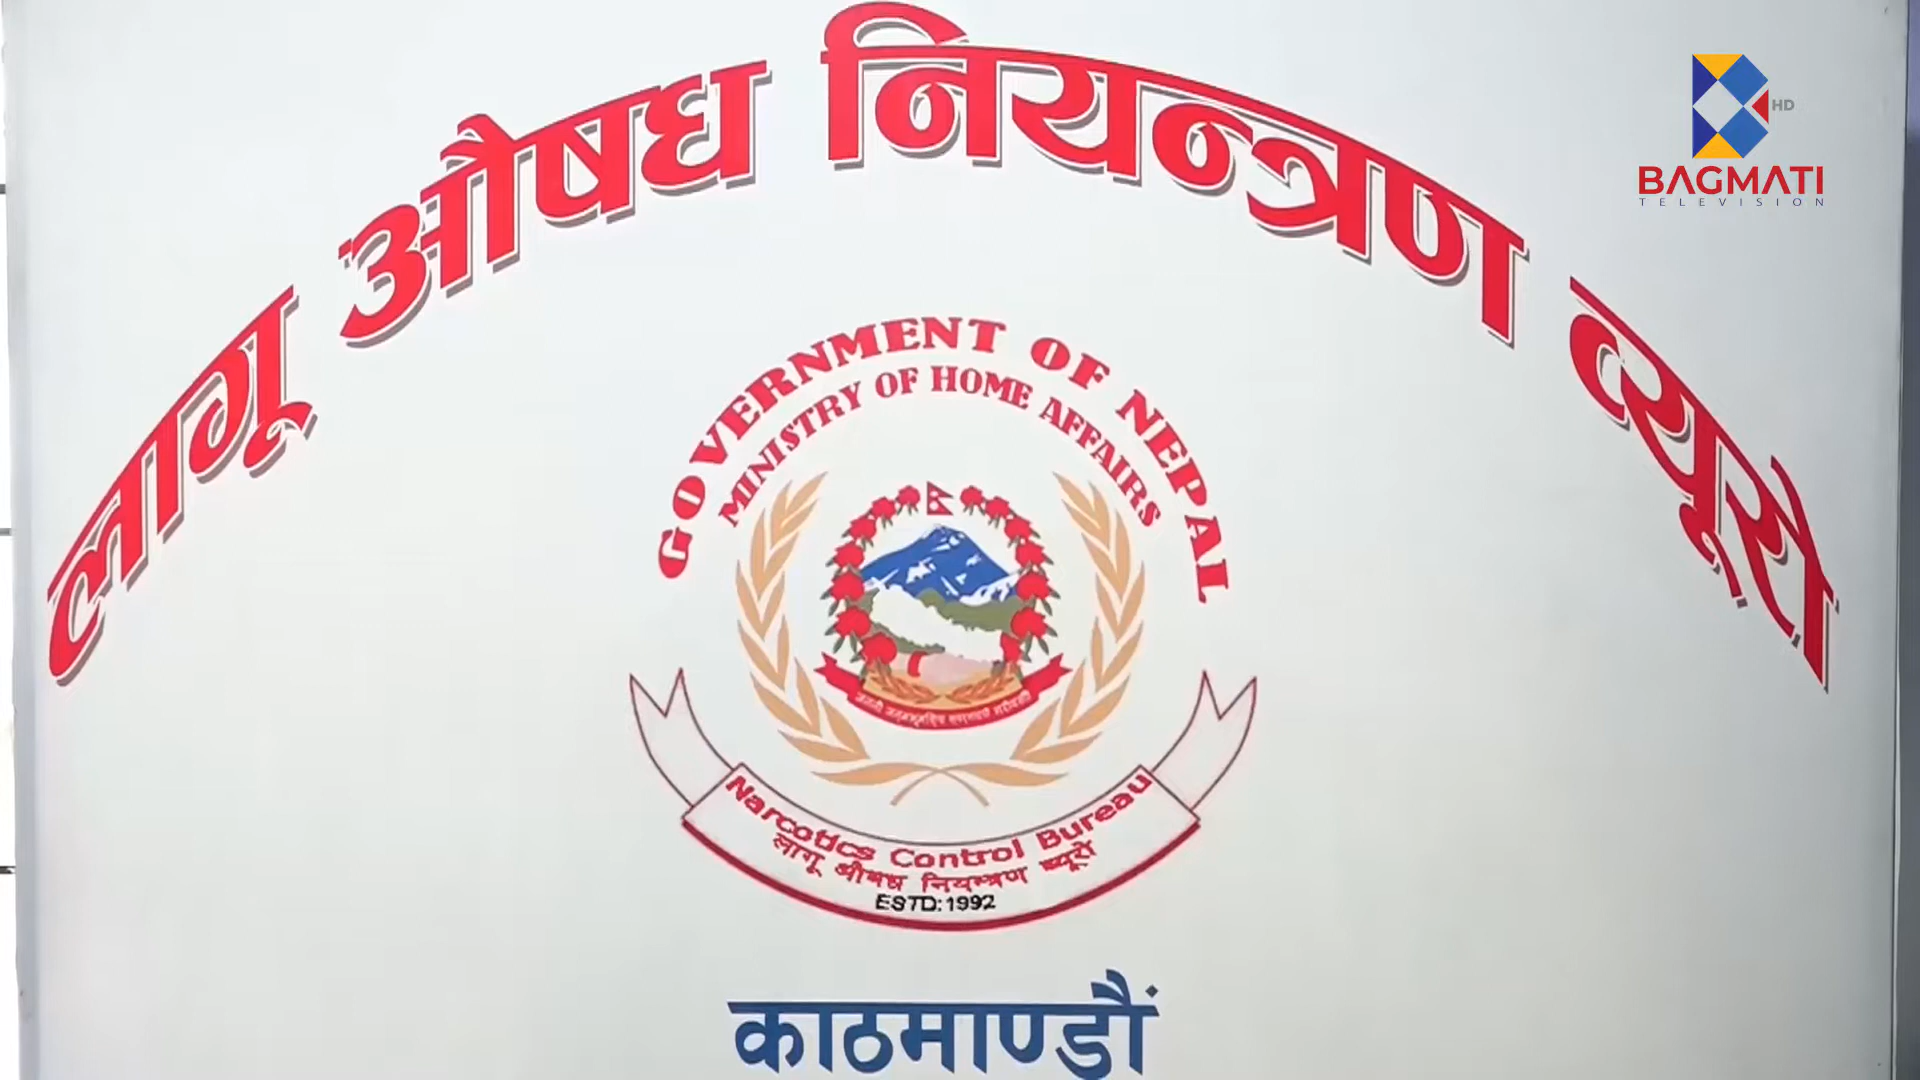 लागू औषध नियन्त्रण ब्यूरो
HD
BAGMATI
TELEVISION
GOVERNMENT OF NEPAL
MINISTRY OF HOME AFFAIRS
Narcotics Control Bureau
लागू औषध नियन्त्रण ब्यूरो
ESTD:1992
काठमाण्डौं